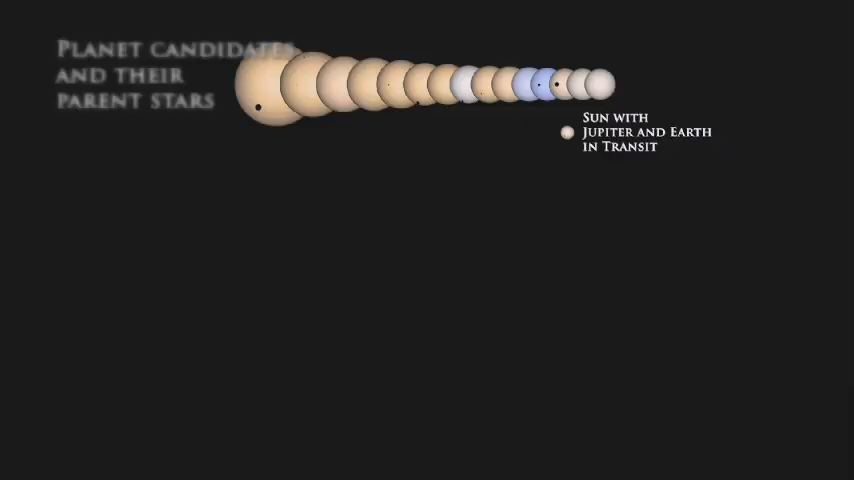 Planet candidates
and their
parent stars
Sun with
Jupiter and Earth
in Transit